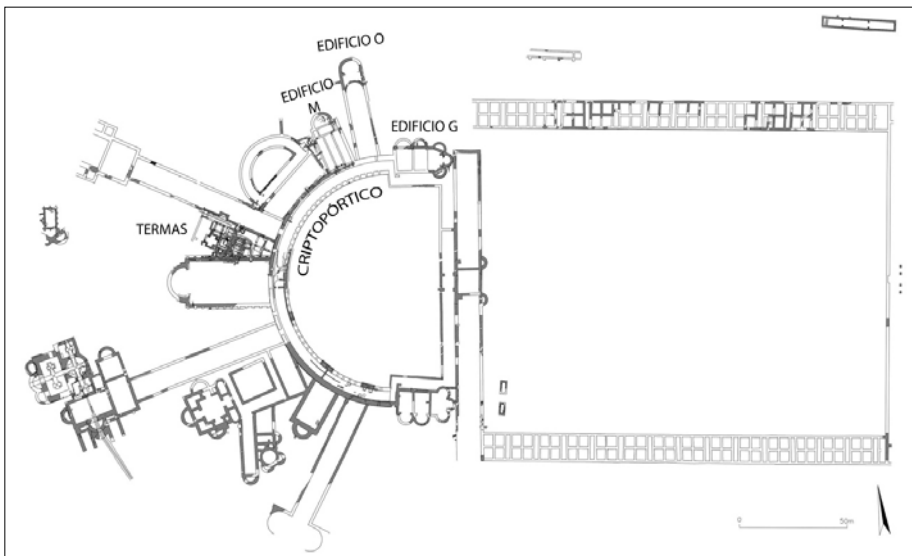 EDIFICIO O
EDIFICIO
M
EDIFICIO G
CRIPTOPÓRTICO
TERMAS
0 50m